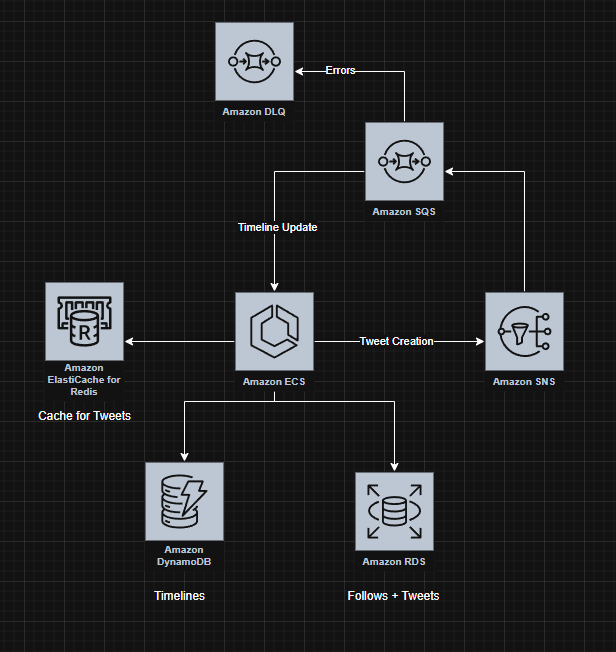 Errors
Amazon DLQ
Amazon SQS
Timeline Update
R
Tweet Creation
Amazon
ElastiCache for
Redis
Amazon ECS
Amazon SNS
Cache for Tweets
Amazon
DynamoDB
Amazon RDS
Timelines
Follows + Tweets